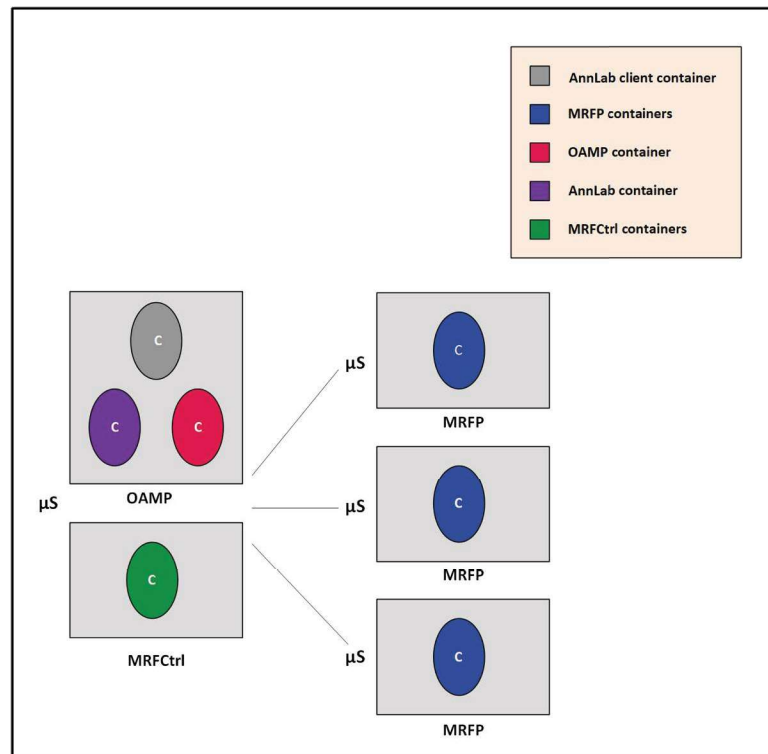 AnnLab client container
MRFP containers
OAMP container
AnnLab container
MRFCtrl containers
C
C
C
OAMP
μS
C
MRFCtrl
μS
C
MRFP
μS
C
MRFP
μS
C
MRFP